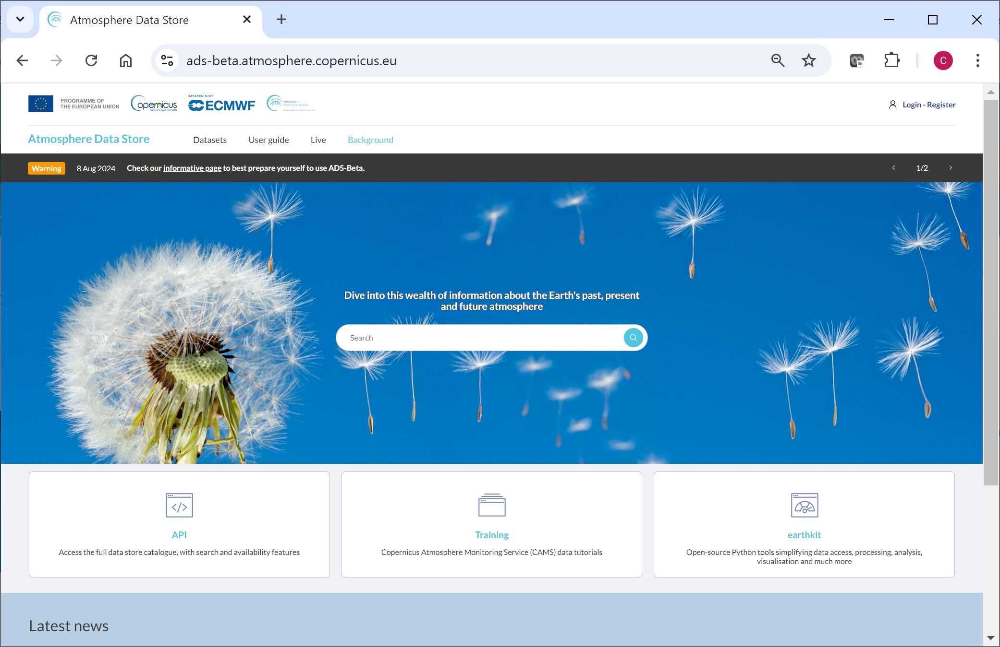 Atmosphere Data Store
ads-beta.atmosphere.copernicus.eu
C
PROGRAMME OF
THE EUROPEAN UNION
opernicus
Europe's eyes on Earth
IMPLEMENTED BY
ECMWF
Atmosphere
Monitoring Service
atmosphere.copernicus.eu
Login - Register
Atmosphere Data Store
Datasets
User guide
Live
Background
Warning
8 Aug 2024
Check our informative page to best prepare yourself to use ADS-Beta.
1/2
Dive into this wealth of information about the Earth's past, present
and future atmosphere
Search
API
Access the full data store catalogue, with search and availability features
Training
Copernicus Atmosphere Monitoring Service (CAMS) data tutorials
earthkit
Open-source Python tools simplifying data access, processing, analysis,
visualisation and much more
Latest news